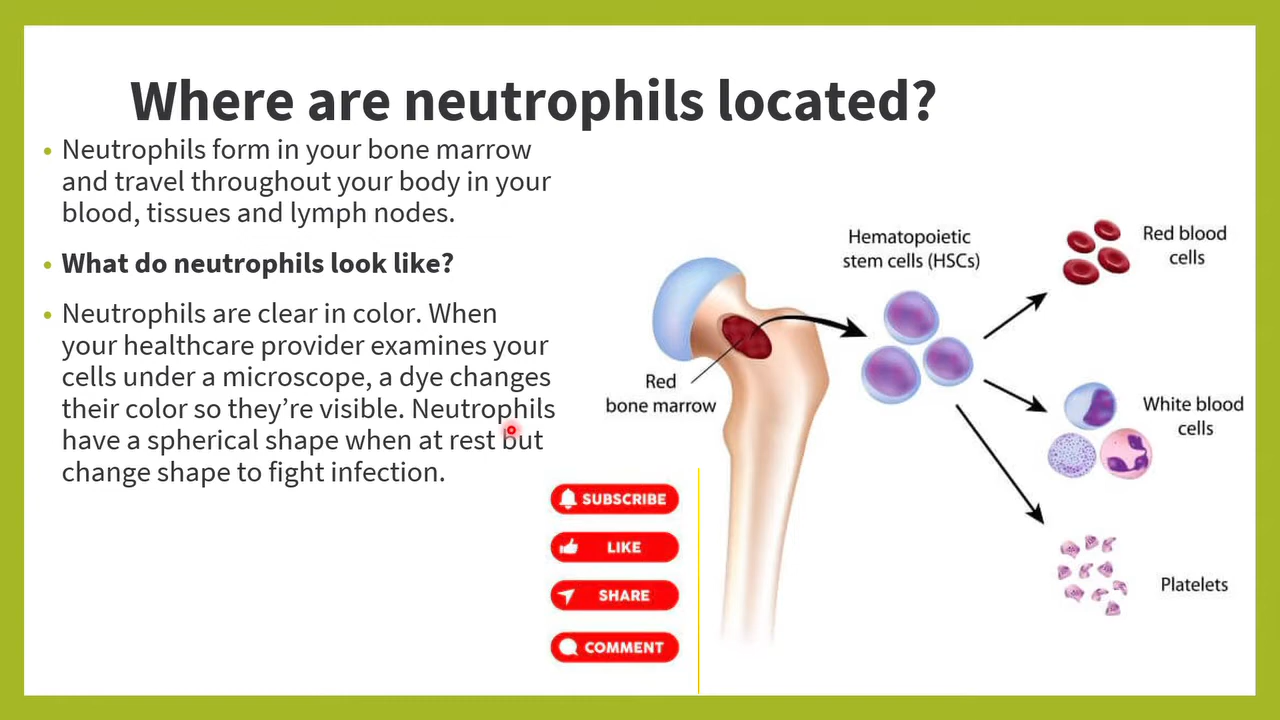 Where are neutrophils located?
• Neutrophils form in your bone marrow
and travel throughout your body in your
blood, tissues and lymph nodes.
• What do neutrophils look like?
• Neutrophils are clear in color. When
your healthcare provider examines your
cells under a microscope, a dye changes
their color so they’re visible. Neutrophils
have a spherical shape when at rest but
change shape to fight infection.
Hematopoietic
stem cells (HSCs)
Red blood
cells
Red
bone marrow
White blood
cells
Platelets
SUBSCRIBE
LIKE
SHARE
COMMENT